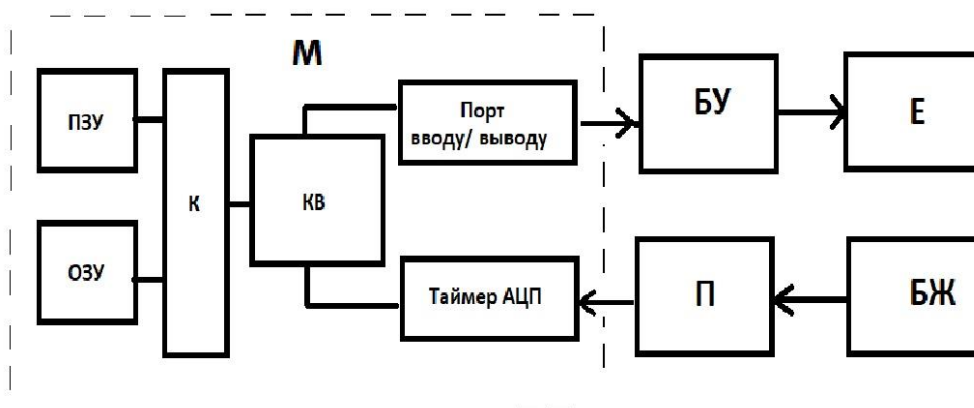 М
ПЗУ
ОЗУ
К
КВ
Порт
вводу/ выводу
Таймер АЦП
БУ
Е
П
БЖ